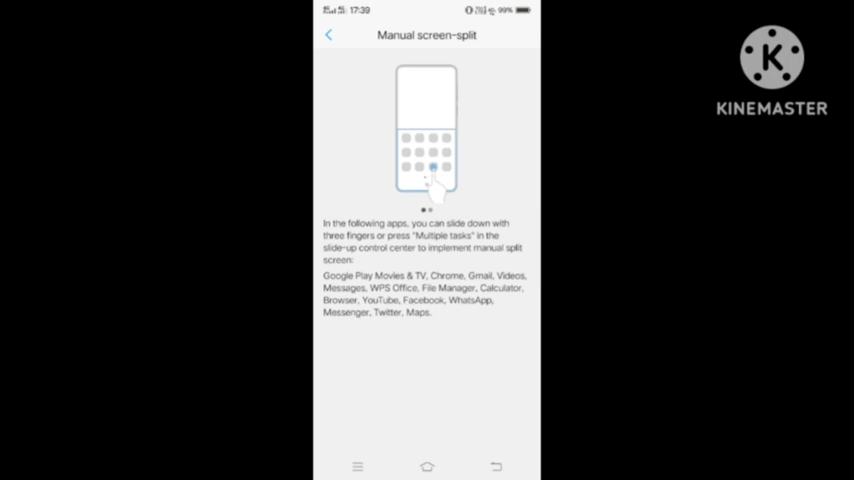 17:39
99%
Manual screen-split
In the following apps, you can slide down with
three fingers or press "Multiple tasks" in the
slide-up control center to implement manual split
screen:
Google Play Movies & TV, Chrome, Gmail, Videos,
Messages, WPS Office, File Manager, Calculator,
Browser, YouTube, Facebook, WhatsApp,
Messenger, Twitter, Maps.
K
KINEMASTER